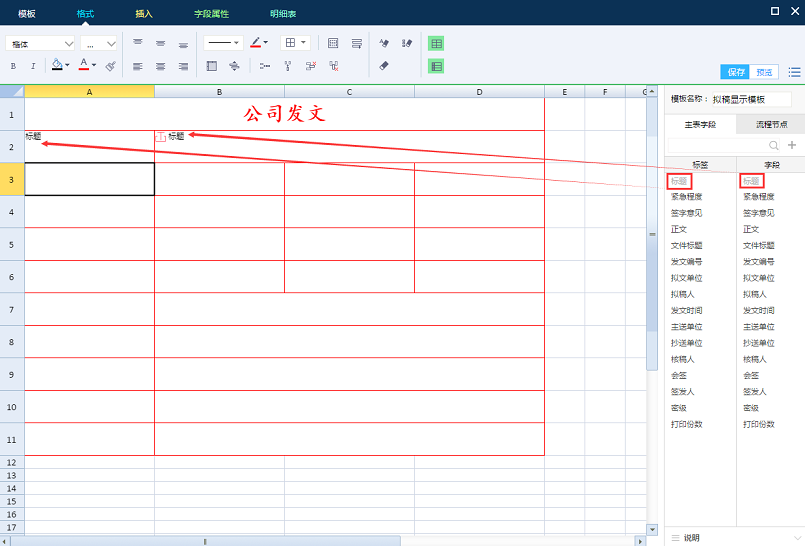 模板 格式 插入 字段属性 明细表
楷体 ...
B I A
保存 预览
A B C D E F G
1 公司发文
2 标题 标题
3
4
5
6
7
8
9
10
11
12
13
14
15
16
17
模板名称： 拟稿显示模板
主表字段 流程节点
标签 字段
标题 标题
紧急程度 紧急程度
签字意见 签字意见
正文 正文
文件标题 文件标题
发文编号 发文编号
拟文单位 拟文单位
拟稿人 拟稿人
发文时间 发文时间
主送单位 主送单位
抄送单位 抄送单位
核稿人 核稿人
会签 会签
签发人 签发人
密级 密级
打印份数 打印份数
说明